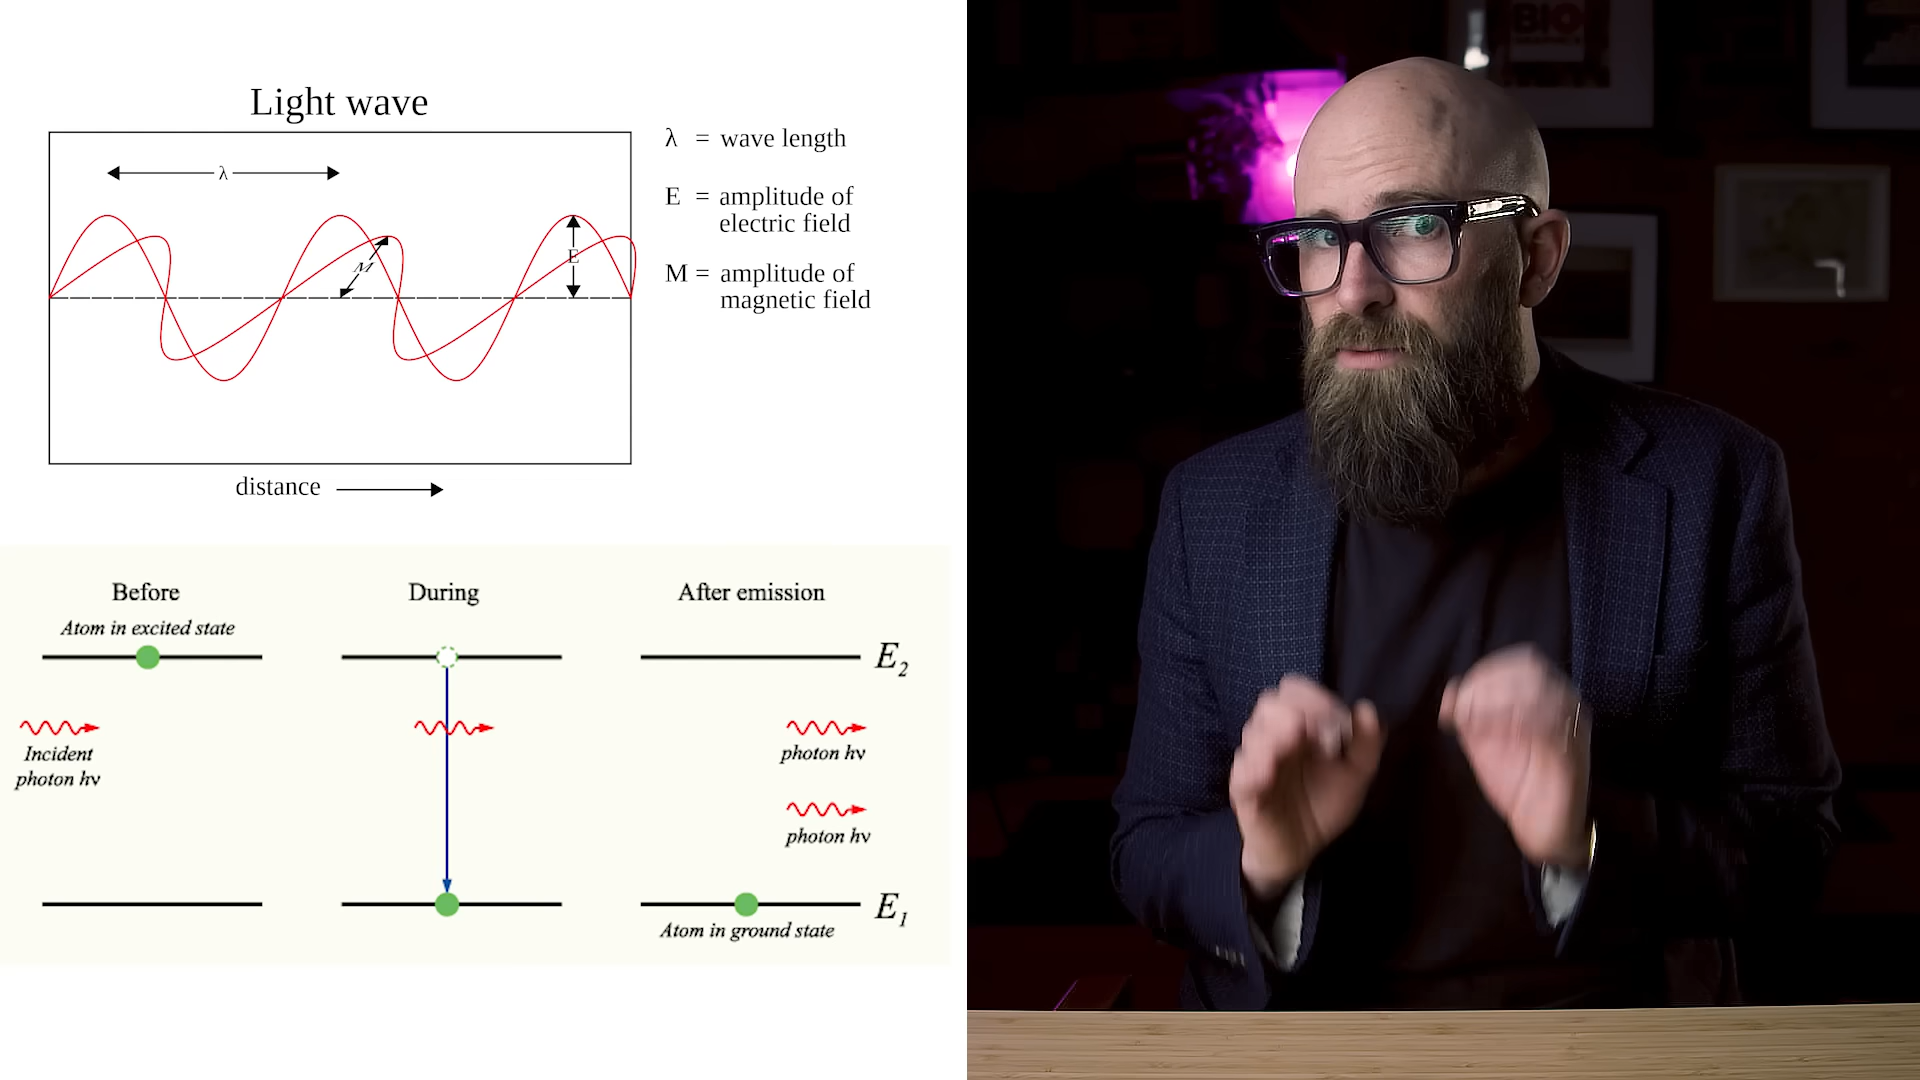 Light wave
λ
M
E
distance
λ = wave length
E = amplitude of
electric field
M = amplitude of
magnetic field
Before
During
After emission
Atom in excited state
E2
Incident
photon hν
photon hν
photon hν
E1
Atom in ground state
BIO